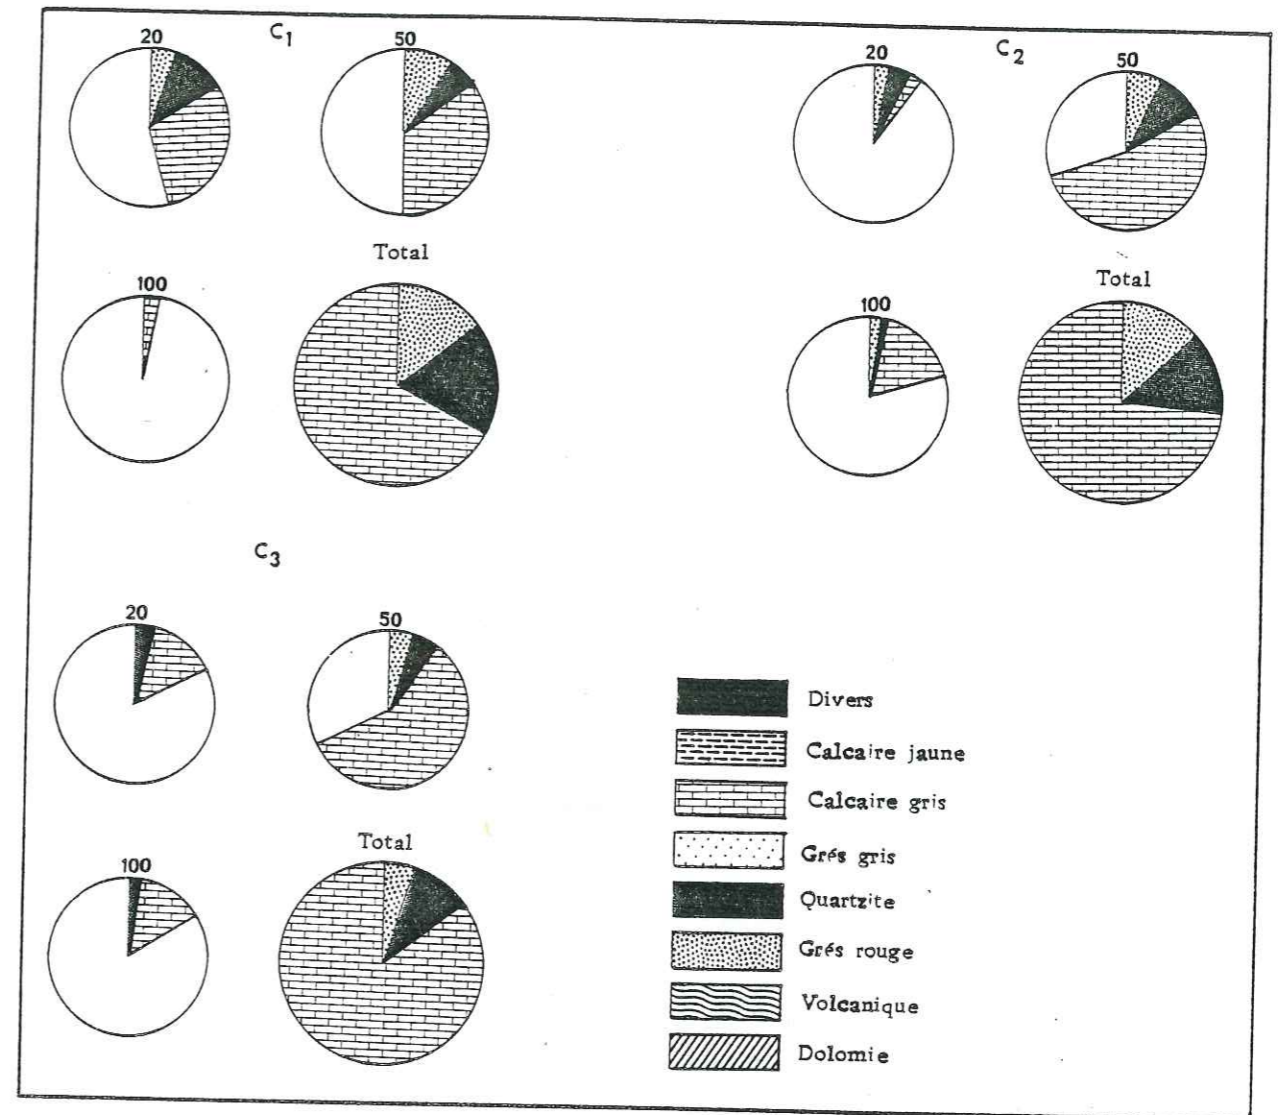 C1
20
50
C2
20
50
Total
100
Total
100
C3
20
50
Total
100
Divers
Calcaire jaune
Calcaire gris
Grés gris
Quartzite
Grés rouge
Volcanique
Dolomie